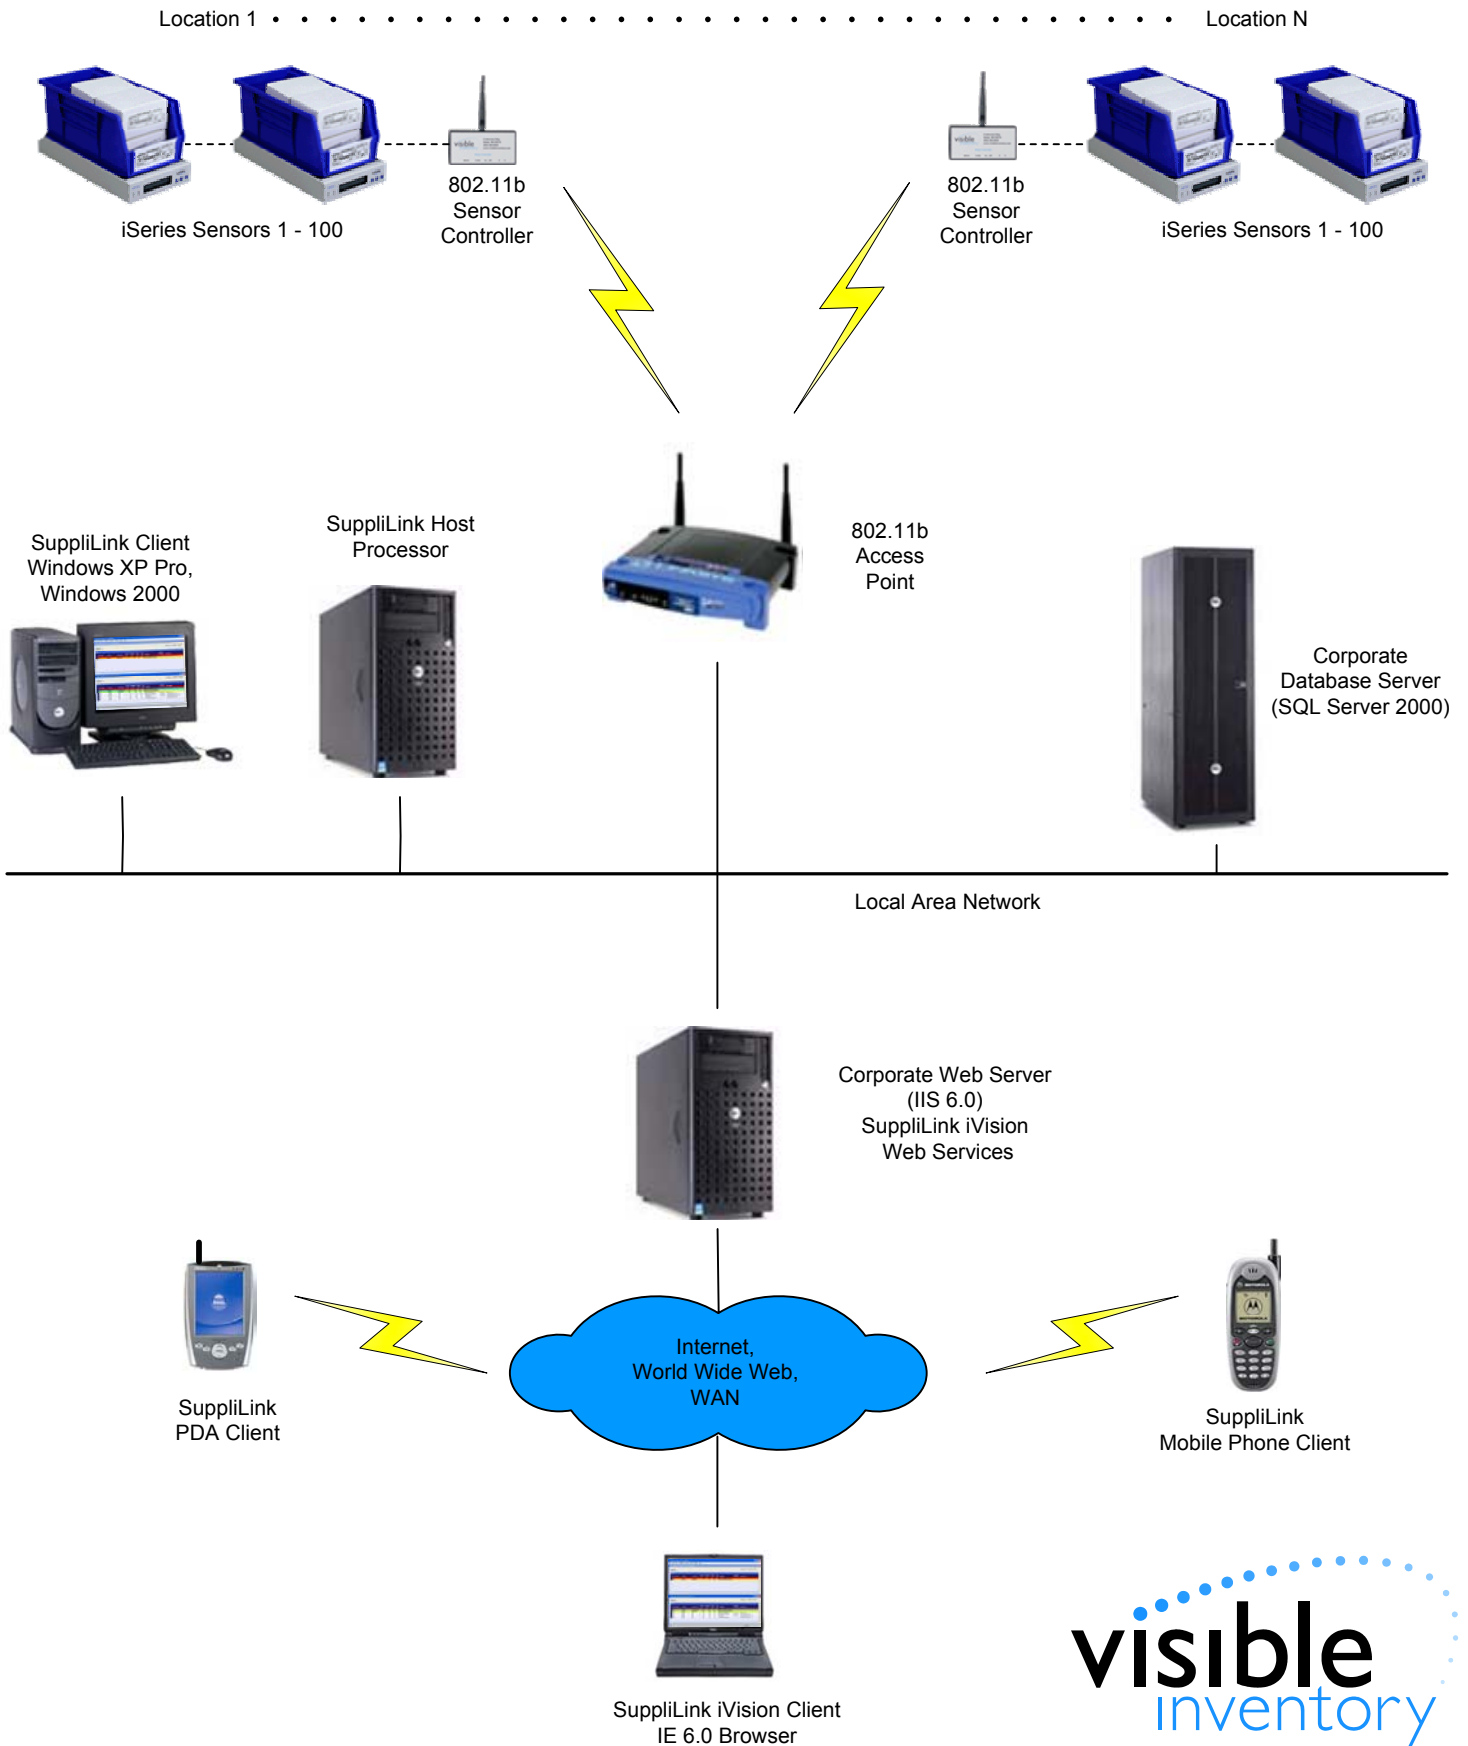 Location 1
Location N
iSeries Sensors 1 - 100
802.11b
Sensor
Controller
802.11b
Sensor
Controller
iSeries Sensors 1 - 100
visible
visible
SuppliLink Client
Windows XP Pro,
Windows 2000
SuppliLink Host
Processor
802.11b
Access
Point
Corporate
Database Server
(SQL Server 2000)
Local Area Network
Corporate Web Server
(IIS 6.0)
SuppliLink iVision
Web Services
Internet,
World Wide Web,
WAN
SuppliLink
PDA Client
MOTOROLA
SuppliLink
Mobile Phone Client
SuppliLink iVision Client
IE 6.0 Browser
visible
inventory